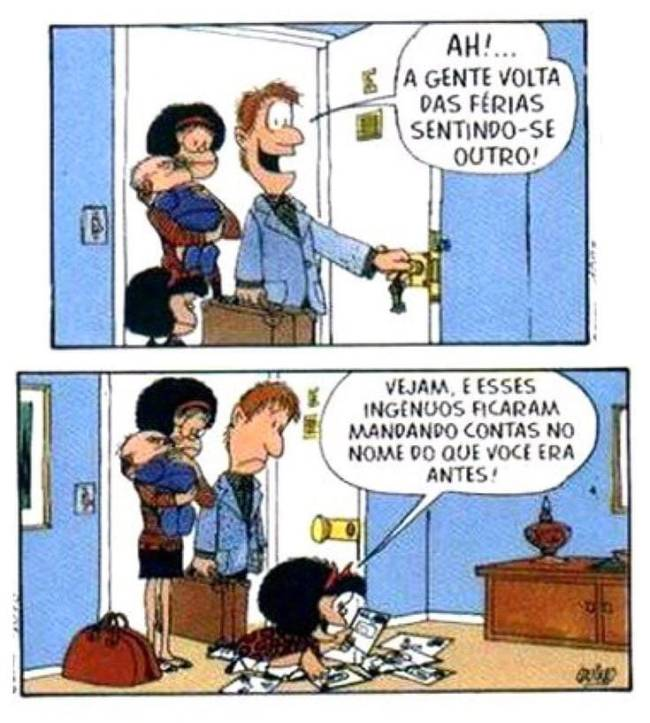 AH!...
A GENTE VOLTA
DAS FÉRIAS
SENTINDO-SE
OUTRO!
VEJAM, E ESSES
INGÊNUOS FICARAM
MANDANDO CONTAS NO
NOME DO QUE VOCÊ ERA
ANTES!
QUINO